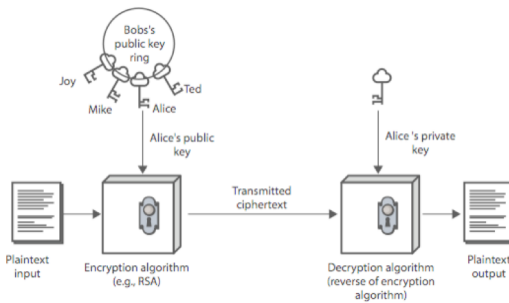 Bobs's
public key
ring
Joy
Mike
Alice
Ted
Alice's public
key
Alice 's private
key
Transmitted
ciphertext
Plaintext
input
Encryption algorithm
(e.g., RSA)
Decryption algorithm
(reverse of encryption
algorithm)
Plaintext
output